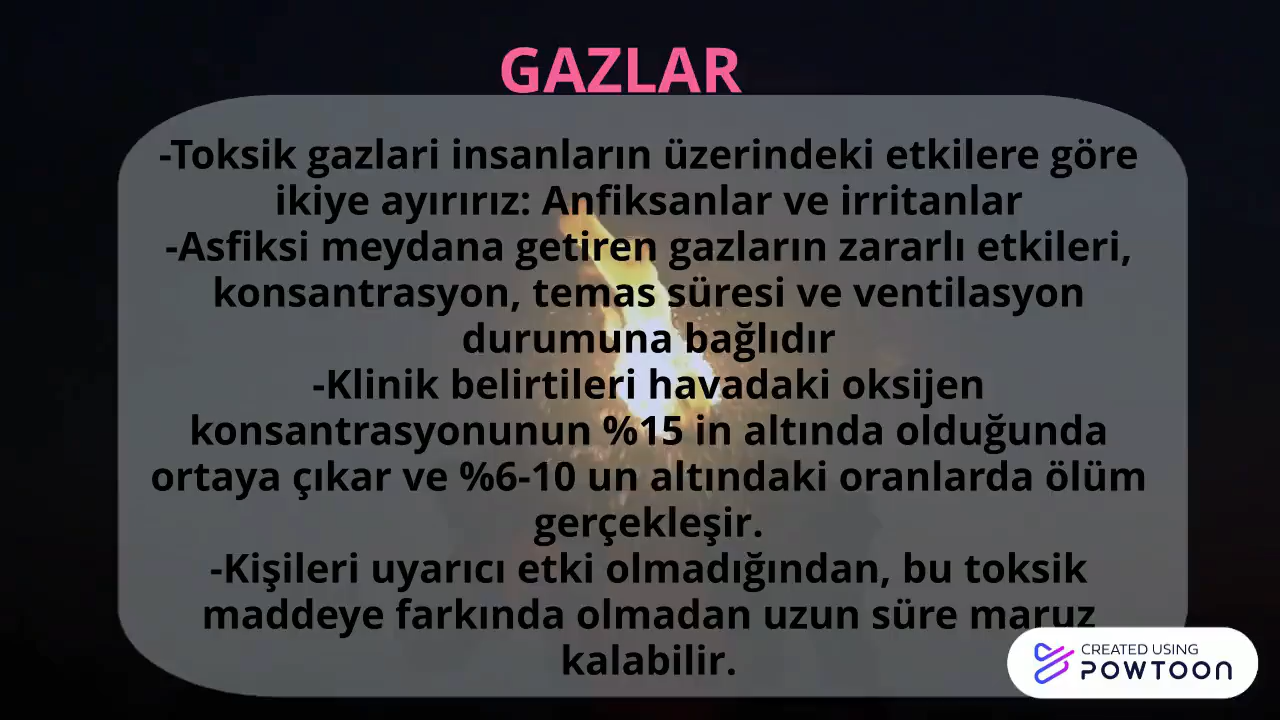 GAZLAR
-Toksik gazlari insanların üzerindeki etkilere göre
ikiye ayırırız: Anfiksanlar ve irritanlar
-Asfiksi meydana getiren gazların zararlı etkileri,
konsantrasyon, temas süresi ve ventilasyon
durumuna bağlıdır
-Klinik belirtileri havadaki oksijen
konsantrasyonunun %15 in altında olduğunda
ortaya çıkar ve %6-10 un altındaki oranlarda ölüm
gerçekleşir.
-Kişileri uyarıcı etki olmadığından, bu toksik
maddeye farkında olmadan uzun süre maruz
kalabilir.
CREATED USING
POWTOON